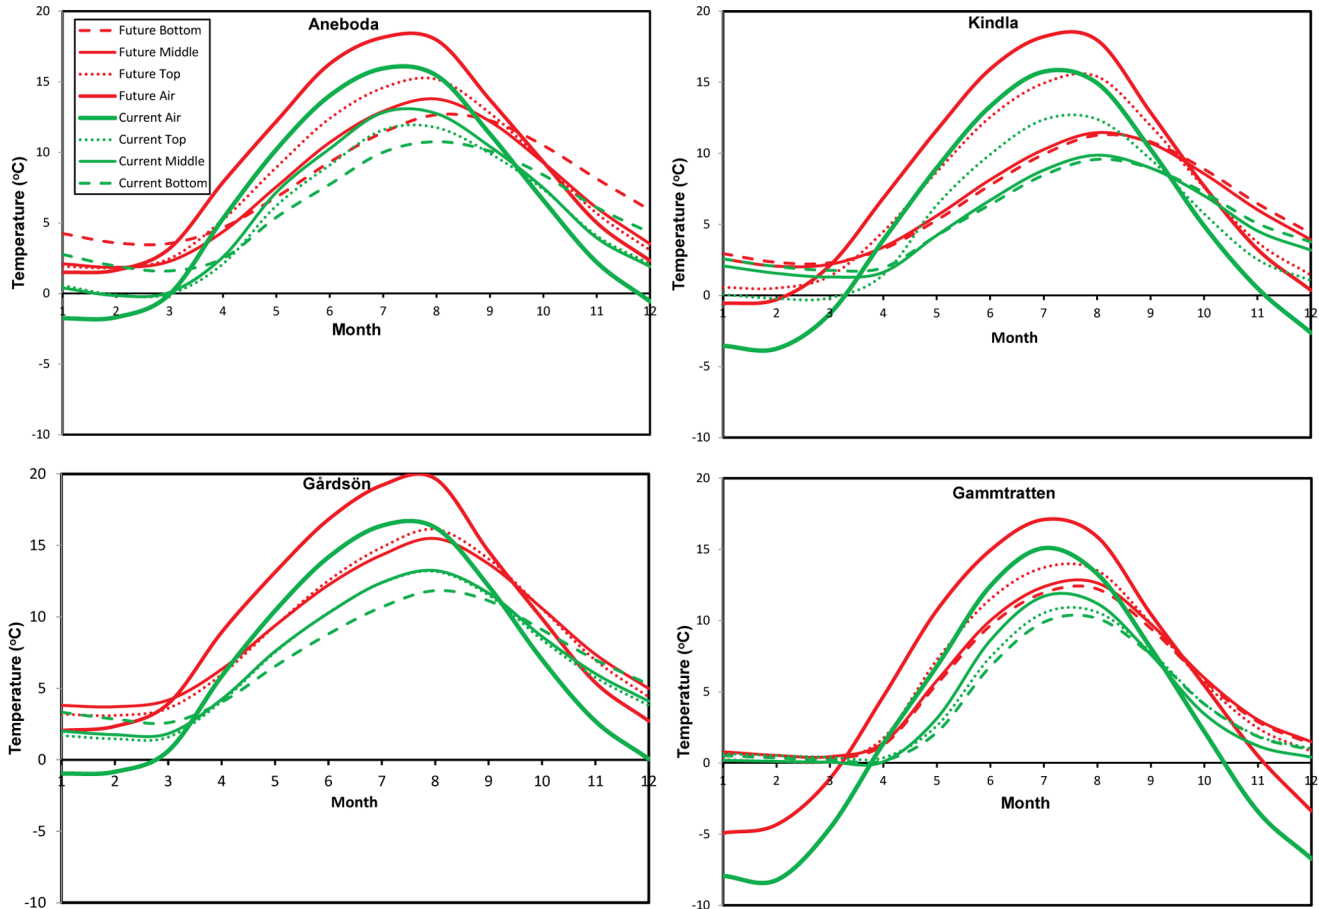 Aneboda
Future Bottom
Future Middle
Future Top
Future Air
Current Air
Current Top
Current Middle
Current Bottom
Temperature (°C)
20
15
10
5
0
-5
-10
1 2 3 4 5 6 7 8 9 10 11 12
Month
Kindla
Temperature (°C)
20
15
10
5
0
-5
-10
1 2 3 4 5 6 7 8 9 10 11 12
Month
Gårdsön
Temperature (°C)
20
15
10
5
0
-5
-10
1 2 3 4 5 6 7 8 9 10 11 12
Month
Gammtratten
Temperature (°C)
20
15
10
5
0
-5
-10
1 2 3 4 5 6 7 8 9 10 11 12
Month